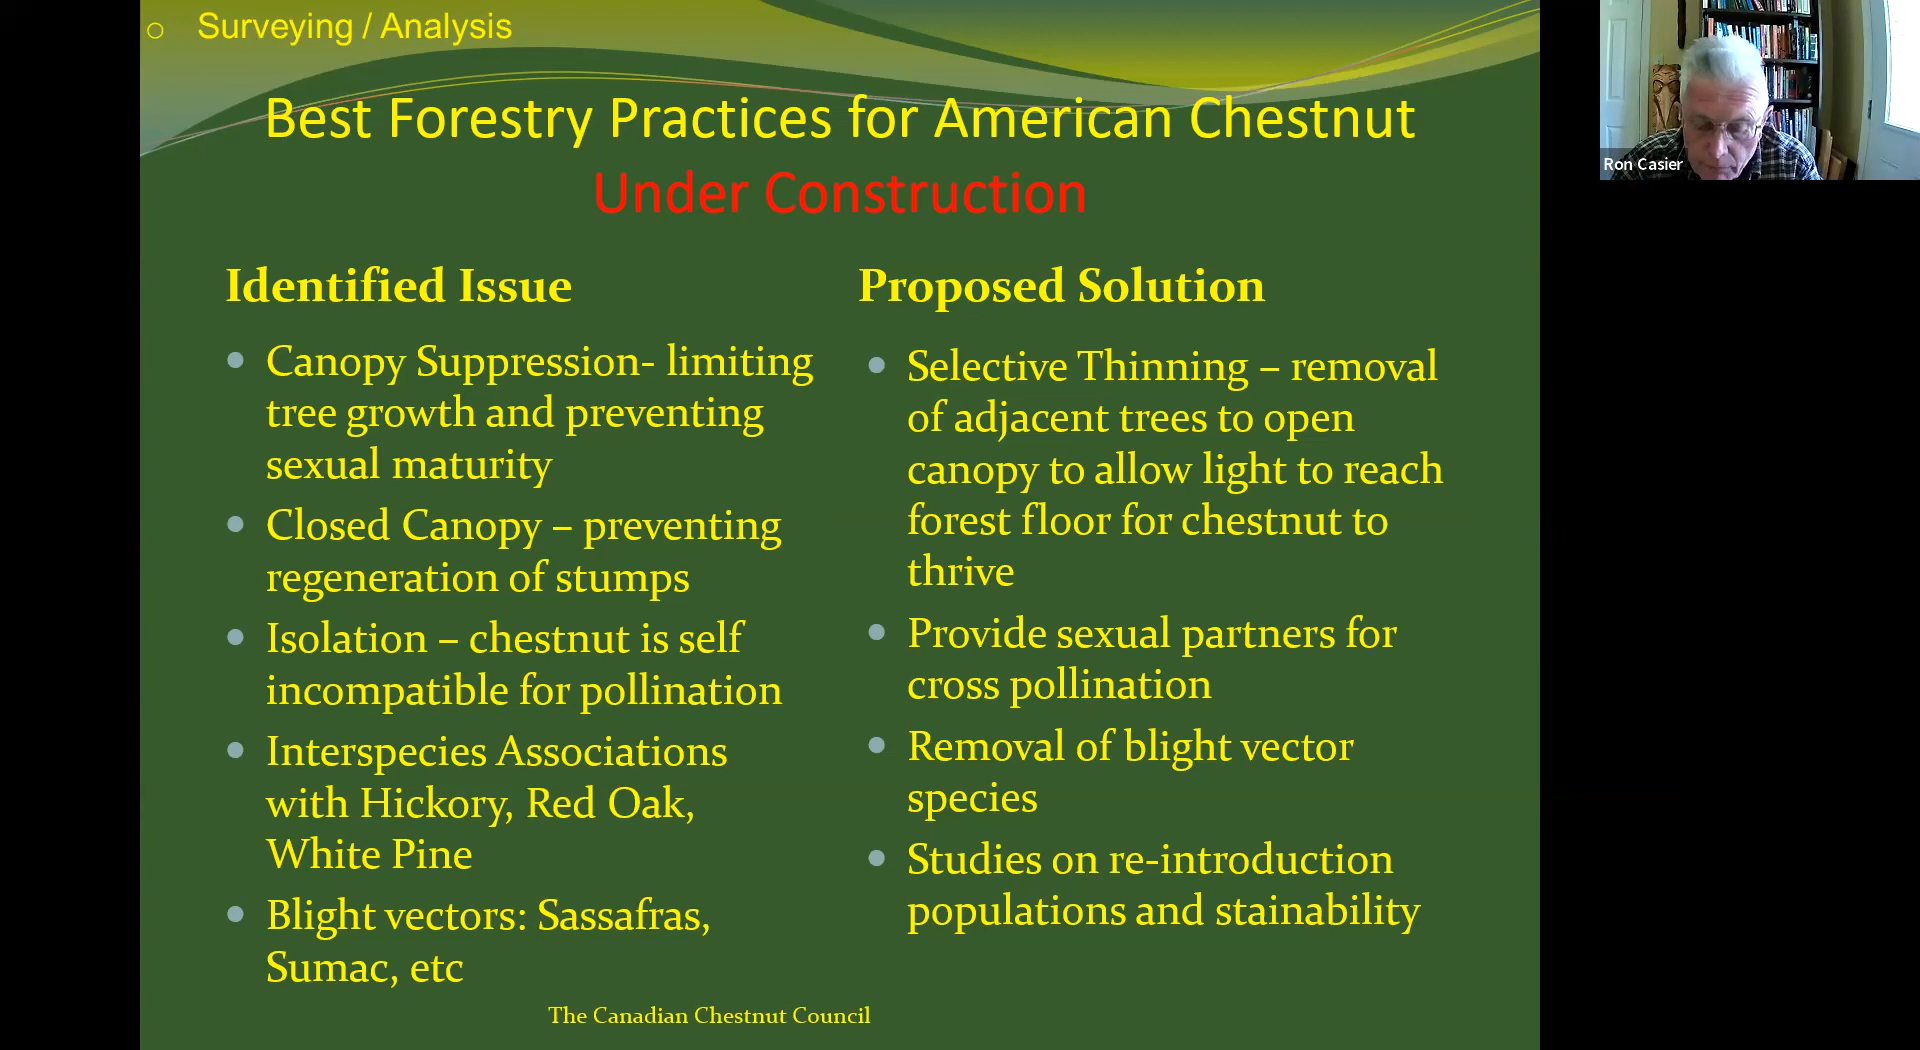 o Surveying / Analysis
Best Forestry Practices for American Chestnut
Under Construction
Identified Issue
Canopy Suppression- limiting
tree growth and preventing
sexual maturity
Closed Canopy – preventing
regeneration of stumps
Isolation – chestnut is self
incompatible for pollination
Interspecies Associations
with Hickory, Red Oak,
White Pine
Blight vectors: Sassafras,
Sumac, etc
Proposed Solution
Selective Thinning – removal
of adjacent trees to open
canopy to allow light to reach
forest floor for chestnut to
thrive
Provide sexual partners for
cross pollination
Removal of blight vector
species
Studies on re-introduction
populations and stainability
The Canadian Chestnut Council
Ron Casier